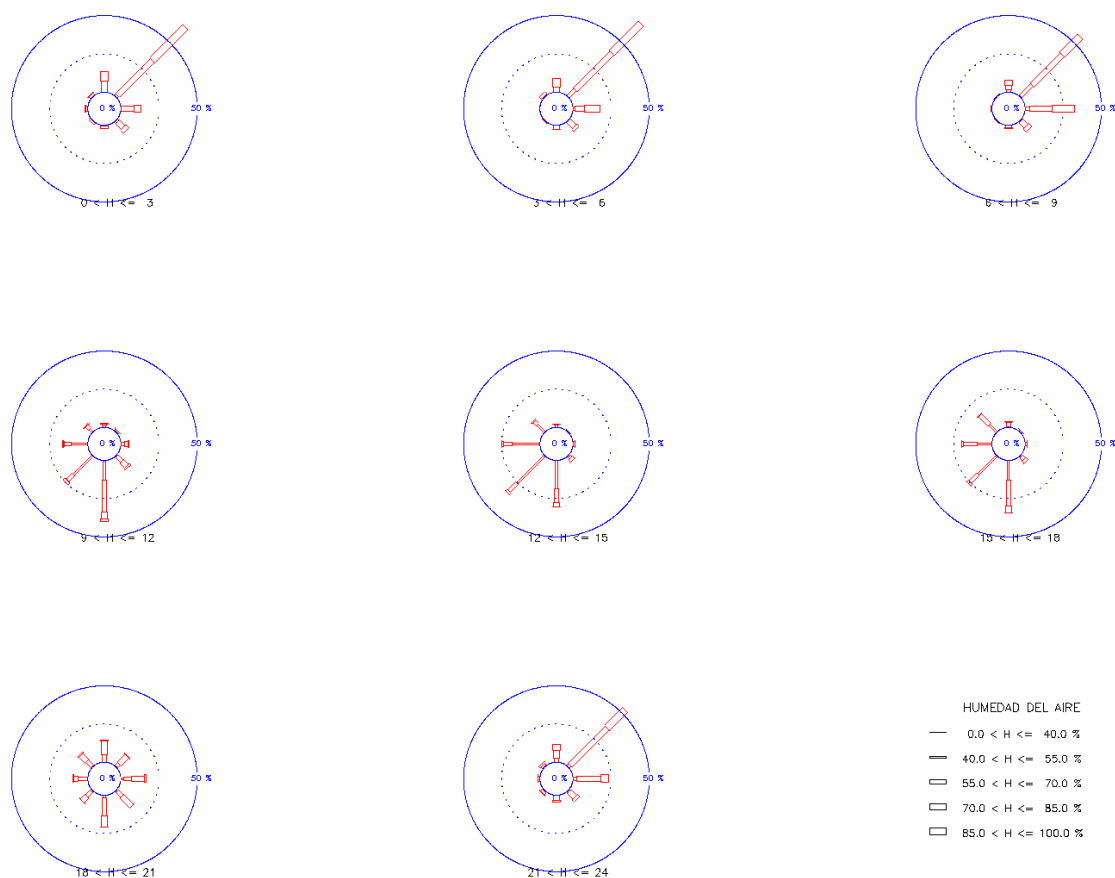 0 % 50 %
0 < H <= 3
0 % 50 %
3 < H <= 6
0 % 50 %
6 < H <= 9
0 % 50 %
9 < H <= 12
0 % 50 %
12 < H <= 15
0 % 50 %
15 < H <= 18
0 % 50 %
18 < H <= 21
0 % 50 %
21 < H <= 24
HUMEDAD DEL AIRE
0.0 < H <= 40.0 %
40.0 < H <= 55.0 %
55.0 < H <= 70.0 %
70.0 < H <= 85.0 %
85.0 < H <= 100.0 %